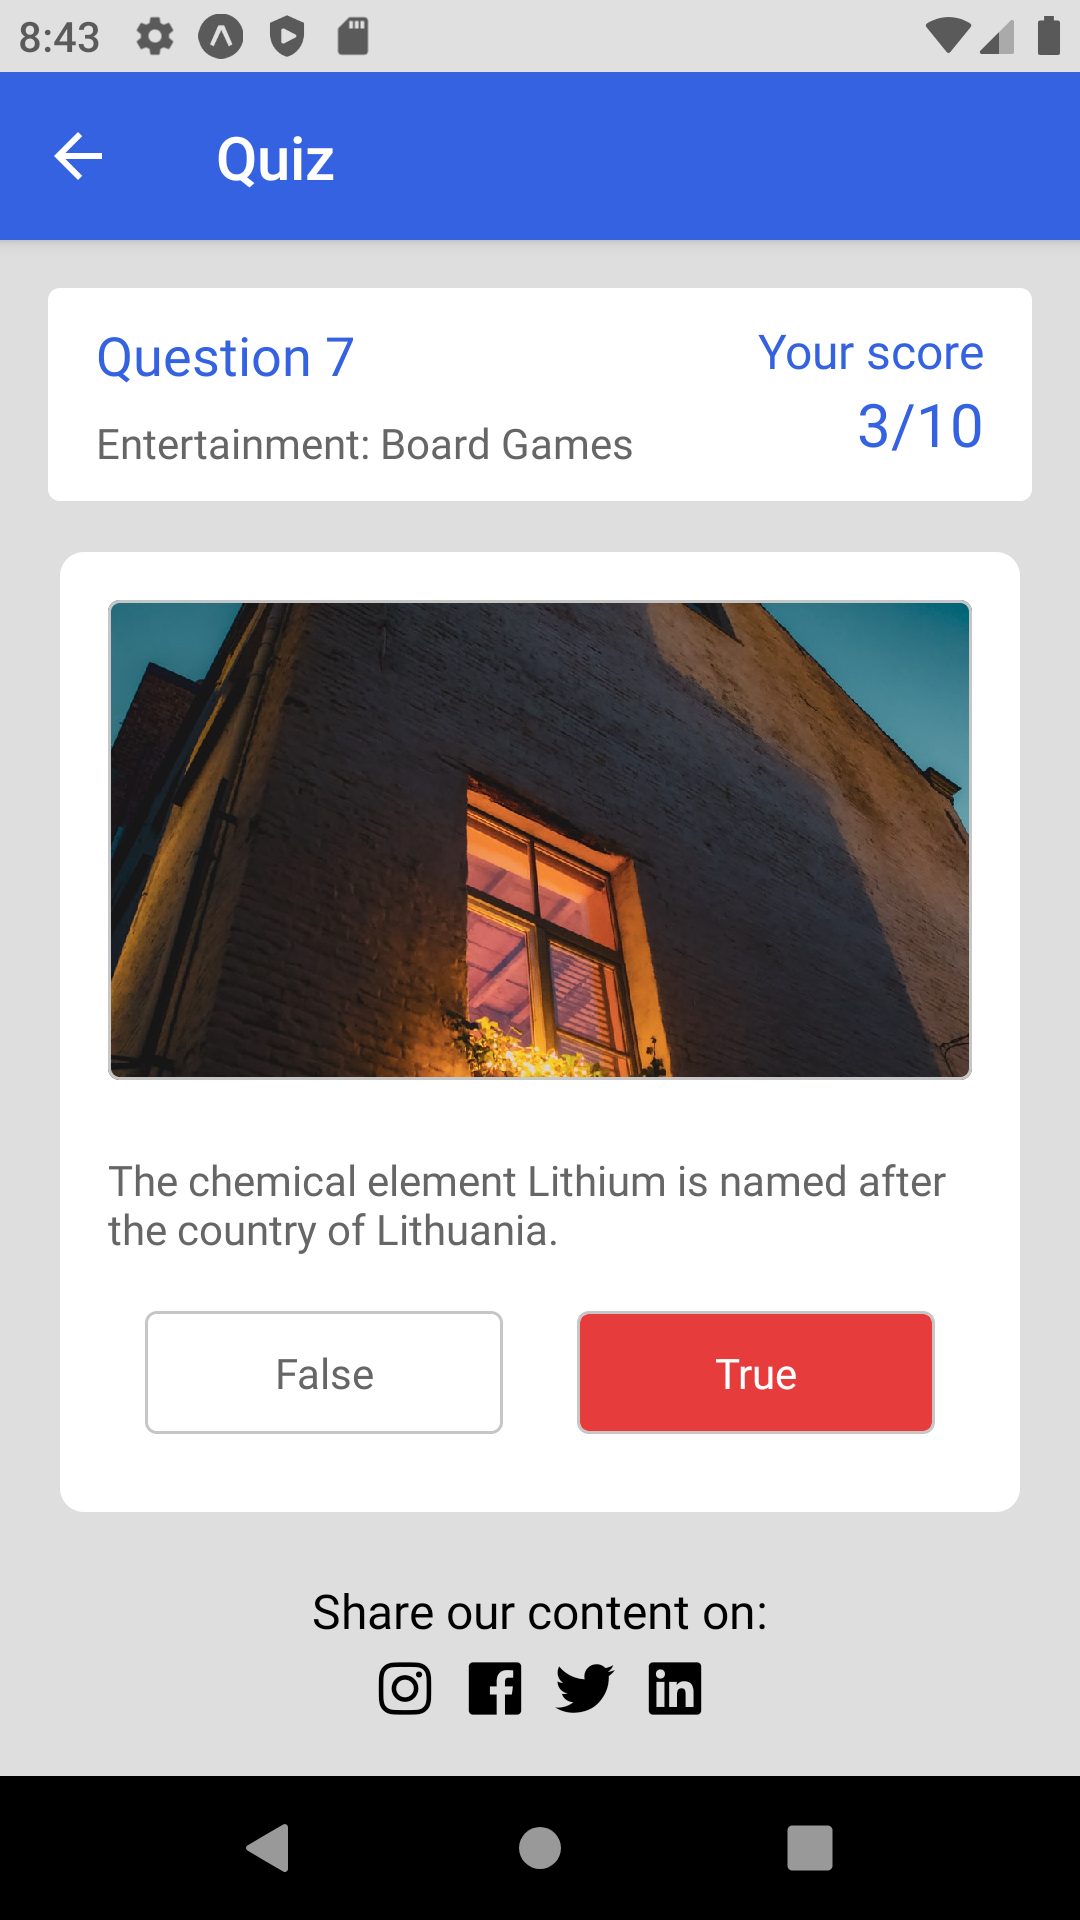 8:43
Quiz
Question 7
Your score
Entertainment: Board Games
3/10
The chemical element Lithium is named after
the country of Lithuania.
False
True
Share our content on: